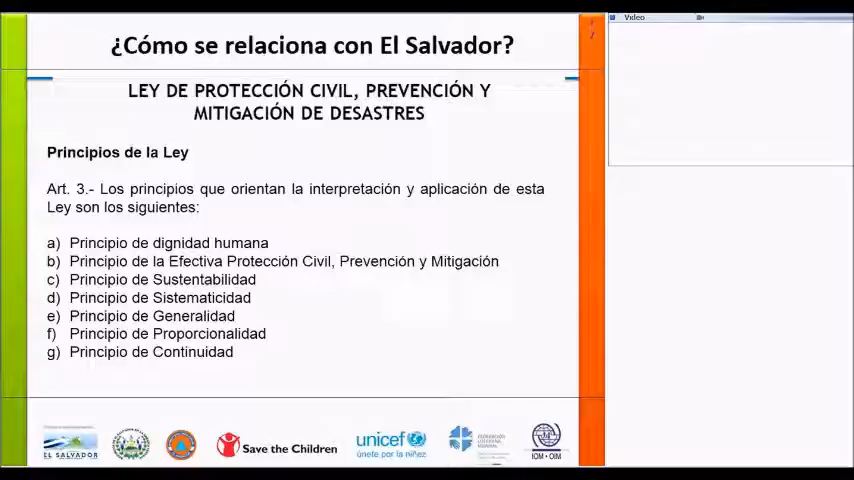 ¿Cómo se relaciona con El Salvador?
Video
LEY DE PROTECCIÓN CIVIL, PREVENCIÓN Y
MITIGACIÓN DE DESASTRES
Principios de la Ley
Art. 3.- Los principios que orientan la interpretación y aplicación de esta
Ley son los siguientes:
a) Principio de dignidad humana
b) Principio de la Efectiva Protección Civil, Prevención y Mitigación
c) Principio de Sustentabilidad
d) Principio de Sistematicidad
e) Principio de Generalidad
f) Principio de Proporcionalidad
g) Principio de Continuidad
EL SALVADOR
Save the Children
unicef
únete por la niñez
FEDERACIÓN
LUTERANA
MUNDIAL
IOM • OIM